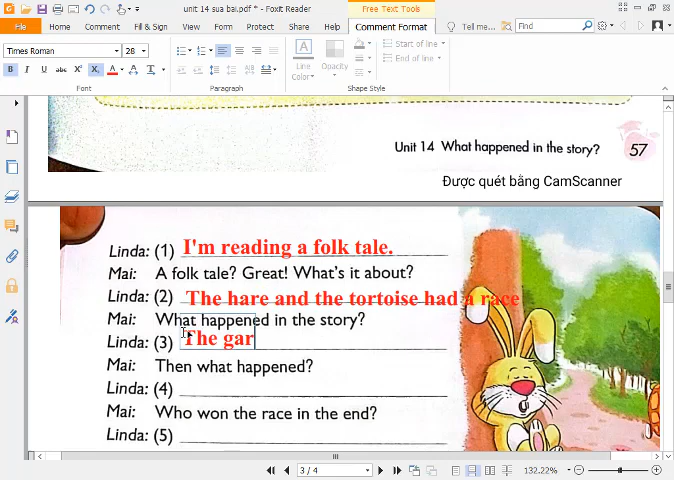 unit 14 sua bai.pdf * - Foxit Reader
Free Text Tools
File Home Comment Fill & Sign View Form Protect Share Help Comment Format Tell me... Find
Times Roman 28
Line Color Opacity Start of line
End of line
Font Paragraph Shape Style
Unit 14 What happened in the story? 57
Được quét bằng CamScanner
Linda: (1) I'm reading a folk tale.
Mai: A folk tale? Great! What's it about?
Linda: (2) The hare and the tortoise had a race
Mai: What happened in the story?
Linda: (3) The gar
Mai: Then what happened?
Linda: (4)
Mai: Who won the race in the end?
Linda: (5)
3 / 4 132.22%